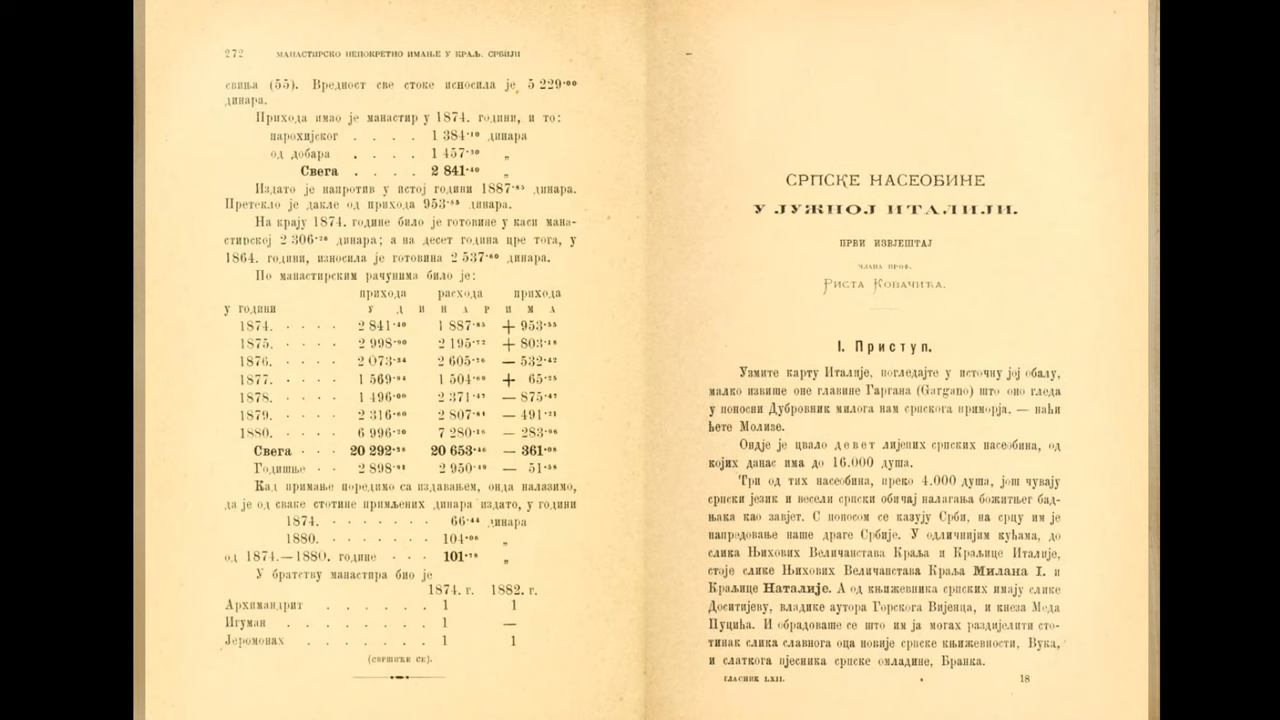 272 МАНАСТИРСКО НЕПОКРЕТНО ИМАЊЕ У КРАЉ. СРБИЈИ
свиња (55). Вредност све стоке исносила је 5 229·00
динара.
Прихода имао је манастир у 1874. години, и то:
парохијског . . . . 1 384·10 динара
од добара . . . . 1 457·30 „
Свега . . . . 2 841·40 „
Издато је напротив у истој години 1887·85 динара.
Претекло је дакле од прихода 953·55 динара.
На крају 1874. године било је готовине у каси мана-
стирској 2 306·26 динара; а на десет година пре тога, у
1864. години, износила је готовина 2 537·60 динара.
По манастирским рачунима било је:
прихода расхода прихода
у години У Д И Н А Р И М А
1874. · · · · 2 841·40 1 887·85 + 953·55
1875. · · · · 2 998·90 2 195·72 + 803·18
1876. · · · · 2 073·34 2 605·76 — 532·42
1877. · · · · 1 569·94 1 504·69 + 65·25
1878. · · · · 1 496·00 2 371·47 — 875·47
1879. · · · · 2 316·60 2 807·81 — 491·21
1880. · · · · 6 996·20 7 280·26 — 283·06
Свега · · · 20 292·38 20 653·46 — 361·08
Годишње · · 2 898·91 2 950·49 — 51·58
Кад примање поредимо са издавањем, онда налазимо,
да је од сваке стотине примљених динара издато, у години
1874. · · · · · · · 66·44 динара
1880. · · · · · · · 104·06 „
од 1874.—1880. године · · · 101·78 „
У братству манастира био је
1874. г. 1882. г.
Архимандрит . . . . . . 1 1
Игуман . . . . . . . . 1 —
Јеромонах . . . . . . . 1 1
(СВРШИЋЕ СЕ).
СРПСКЕ НАСЕОБИНЕ
У ЈУЖНОЈ ИТАЛИЈИ.
ПРВИ ИЗВЈЕШТАЈ
ЧЛАНА ПРОФ.
РИСТА КОВАЧИЋА.
I. Приступ.
Узмите карту Италије, погледајте у источну јој обалу,
малко извише оне главине Гаргана (Gargano) што оно гледа
у поносни Дубровник милога нам српскога приморја, — наћи
ћете Молизе.
Ондје је цвало девет лијепих српских насеобина, од
којих данас има до 16.000 душа.
Три од тих насеобина, преко 4.000 душа, још чувају
српски језик и весели српски обичај налагања божитњег бад-
њака као завјет. С поносом се казују Срби, на срцу им је
напредовање наше драге Србије. У одличнијим кућама, до
слика Њихових Величанстава Краља и Краљице Италије,
стоје слике Њихових Величанстава Краља Милана I. и
Краљице Наталије. А од књижевника српских имају слике
Доситијеву, владике аутора Горскога Вијенца, и кнеза Меда
Пуцића. И обрадоваше се што им ја могах раздијелити сто-
тинак слика славнога оца новије српске књижевности, Вука,
и слаткога пјесника српске омладине, Бранка.
ГЛАСНИК LXII. 18